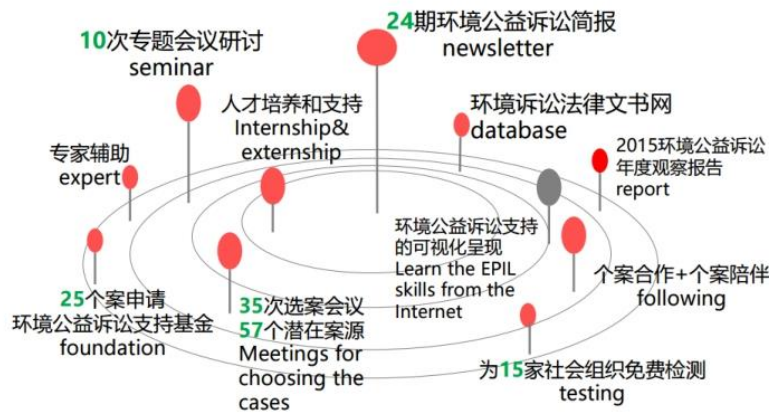 24期环境公益诉讼简报
newsletter
10次专题会议研讨
seminar
人才培养和支持
Internship&
externship
环境诉讼法律文书网
database
2015环境公益诉讼
年度观察报告
report
专家辅助
expert
环境公益诉讼支持
的可视化呈现
Learn the EPIL
skills from the
Internet
个案合作+个案陪伴
following
25个案申请
环境公益诉讼支持基金
foundation
35次选案会议
57个潜在案源
Meetings for
choosing the
cases
为15家社会组织免费检测
testing